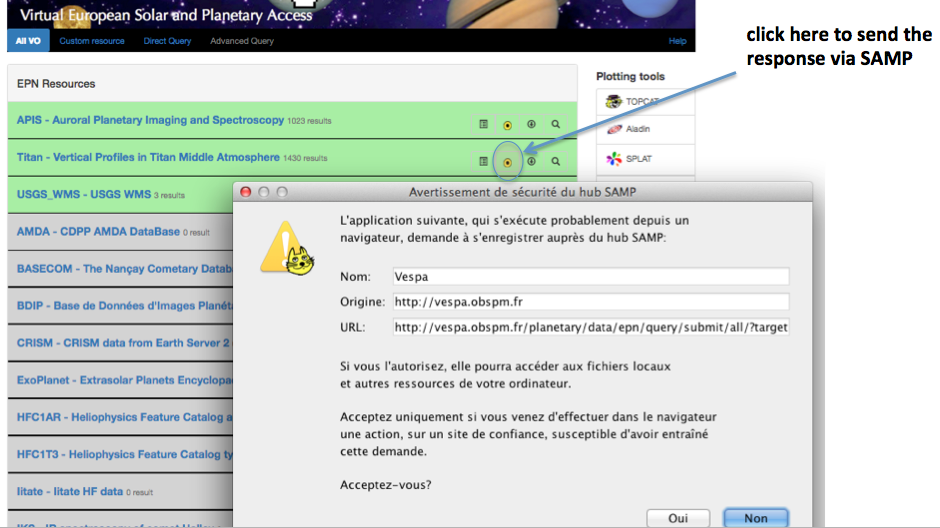 Virtual European Solar and Planetary Access
All VO Custom resource Direct Query Advanced Query Help
click here to send the
response via SAMP
EPN Resources
Plotting tools
APIS - Auroral Planetary Imaging and Spectroscopy 1023 results
TOPCAT
Aladin
Titan - Vertical Profiles in Titan Middle Atmosphere 1430 results
SPLAT
USGS_WMS - USGS WMS 3 results
AMDA - CDPP AMDA DataBase 0 result
BASECOM - The Nançay Cometary Datab
BDIP - Base de Données d'Images Planéta
CRISM - CRISM data from Earth Server 2
ExoPlanet - Extrasolar Planets Encyclopa
HFC1AR - Heliophysics Feature Catalog a
HFC1T3 - Heliophysics Feature Catalog ty
Iitate - Iitate HF data 0 result
Avertissement de sécurité du hub SAMP
L'application suivante, qui s'exécute probablement depuis un
navigateur, demande à s'enregistrer auprès du hub SAMP:
Nom: Vespa
Origine: http://vespa.obspm.fr
URL: http://vespa.obspm.fr/planetary/data/epn/query/submit/all/?target
Si vous l'autorisez, elle pourra accéder aux fichiers locaux
et autres ressources de votre ordinateur.
Acceptez uniquement si vous venez d'effectuer dans le navigateur
une action, sur un site de confiance, susceptible d'avoir entraîné
cette demande.
Acceptez-vous?
Oui Non